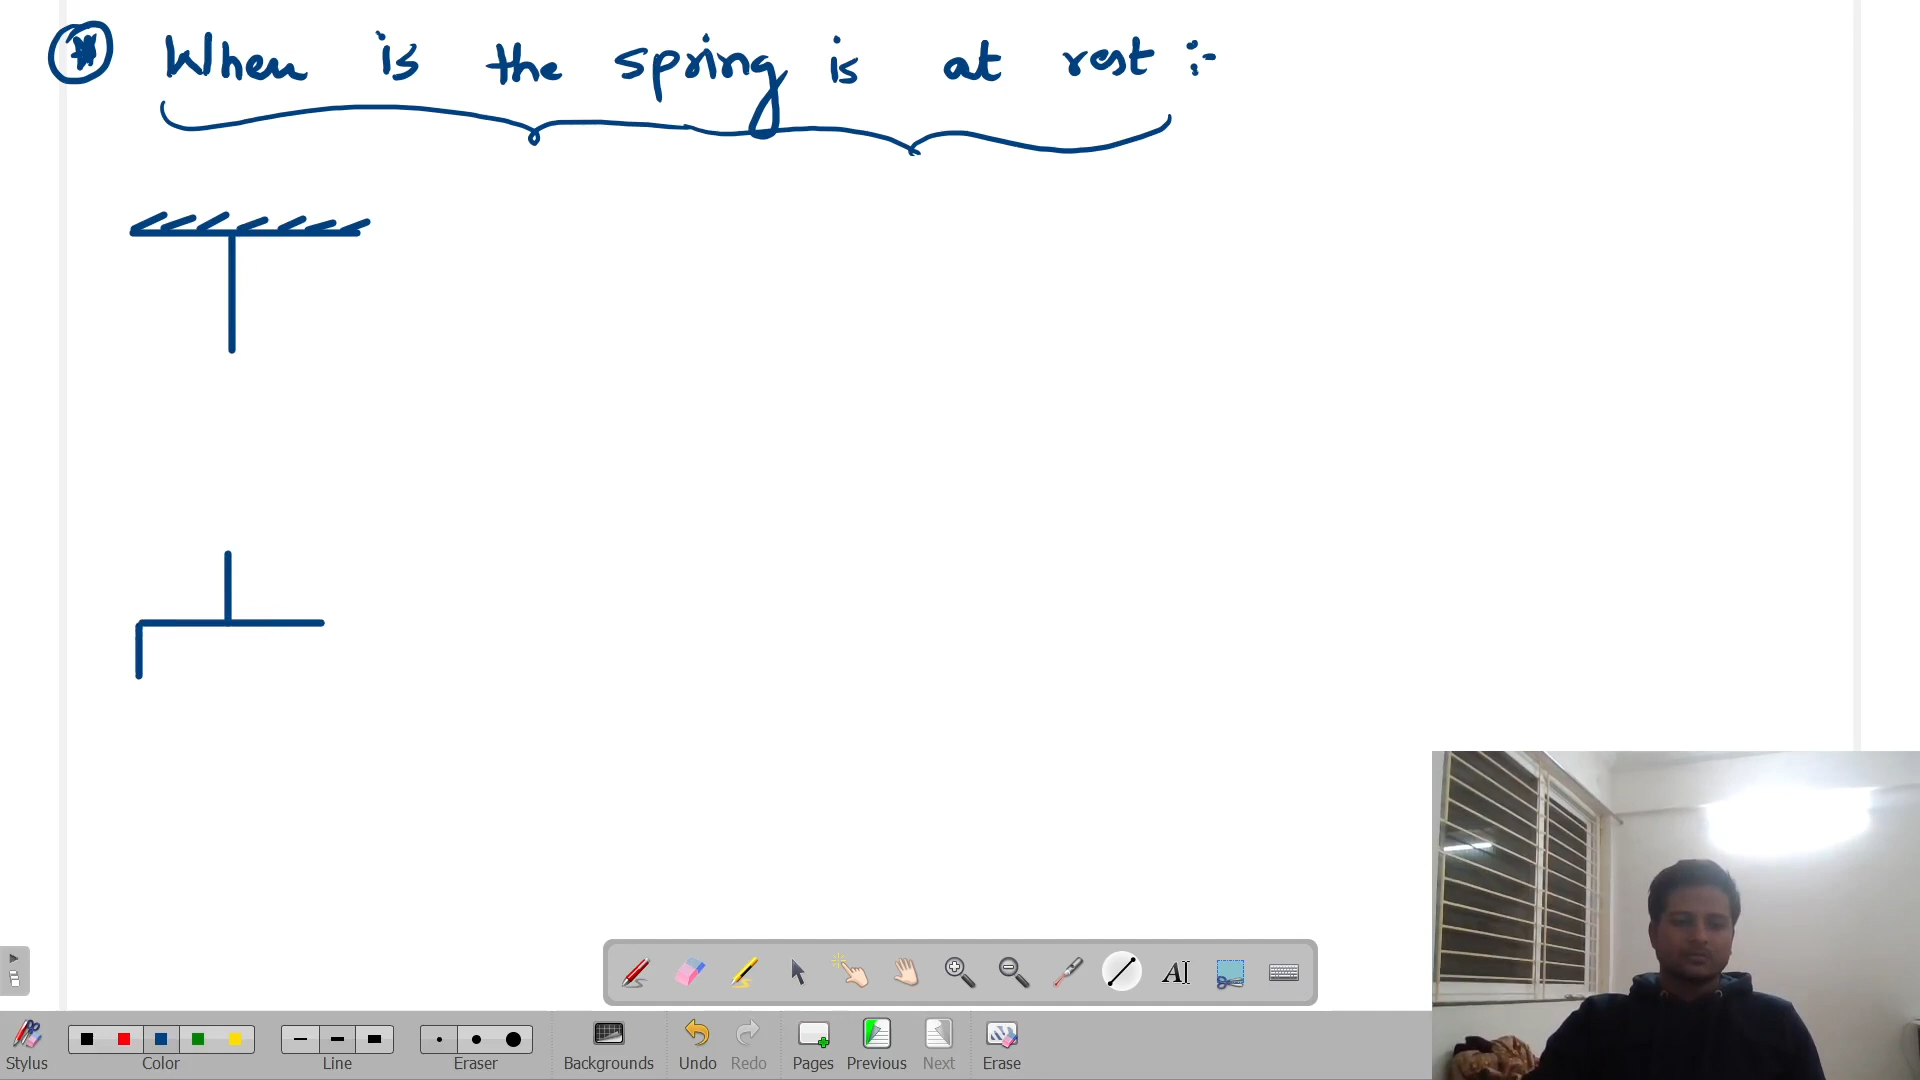 When is the spring is at rest :-
A
Stylus
Color
Line
Eraser
Backgrounds
Undo
Redo
Pages
Previous
Next
Erase